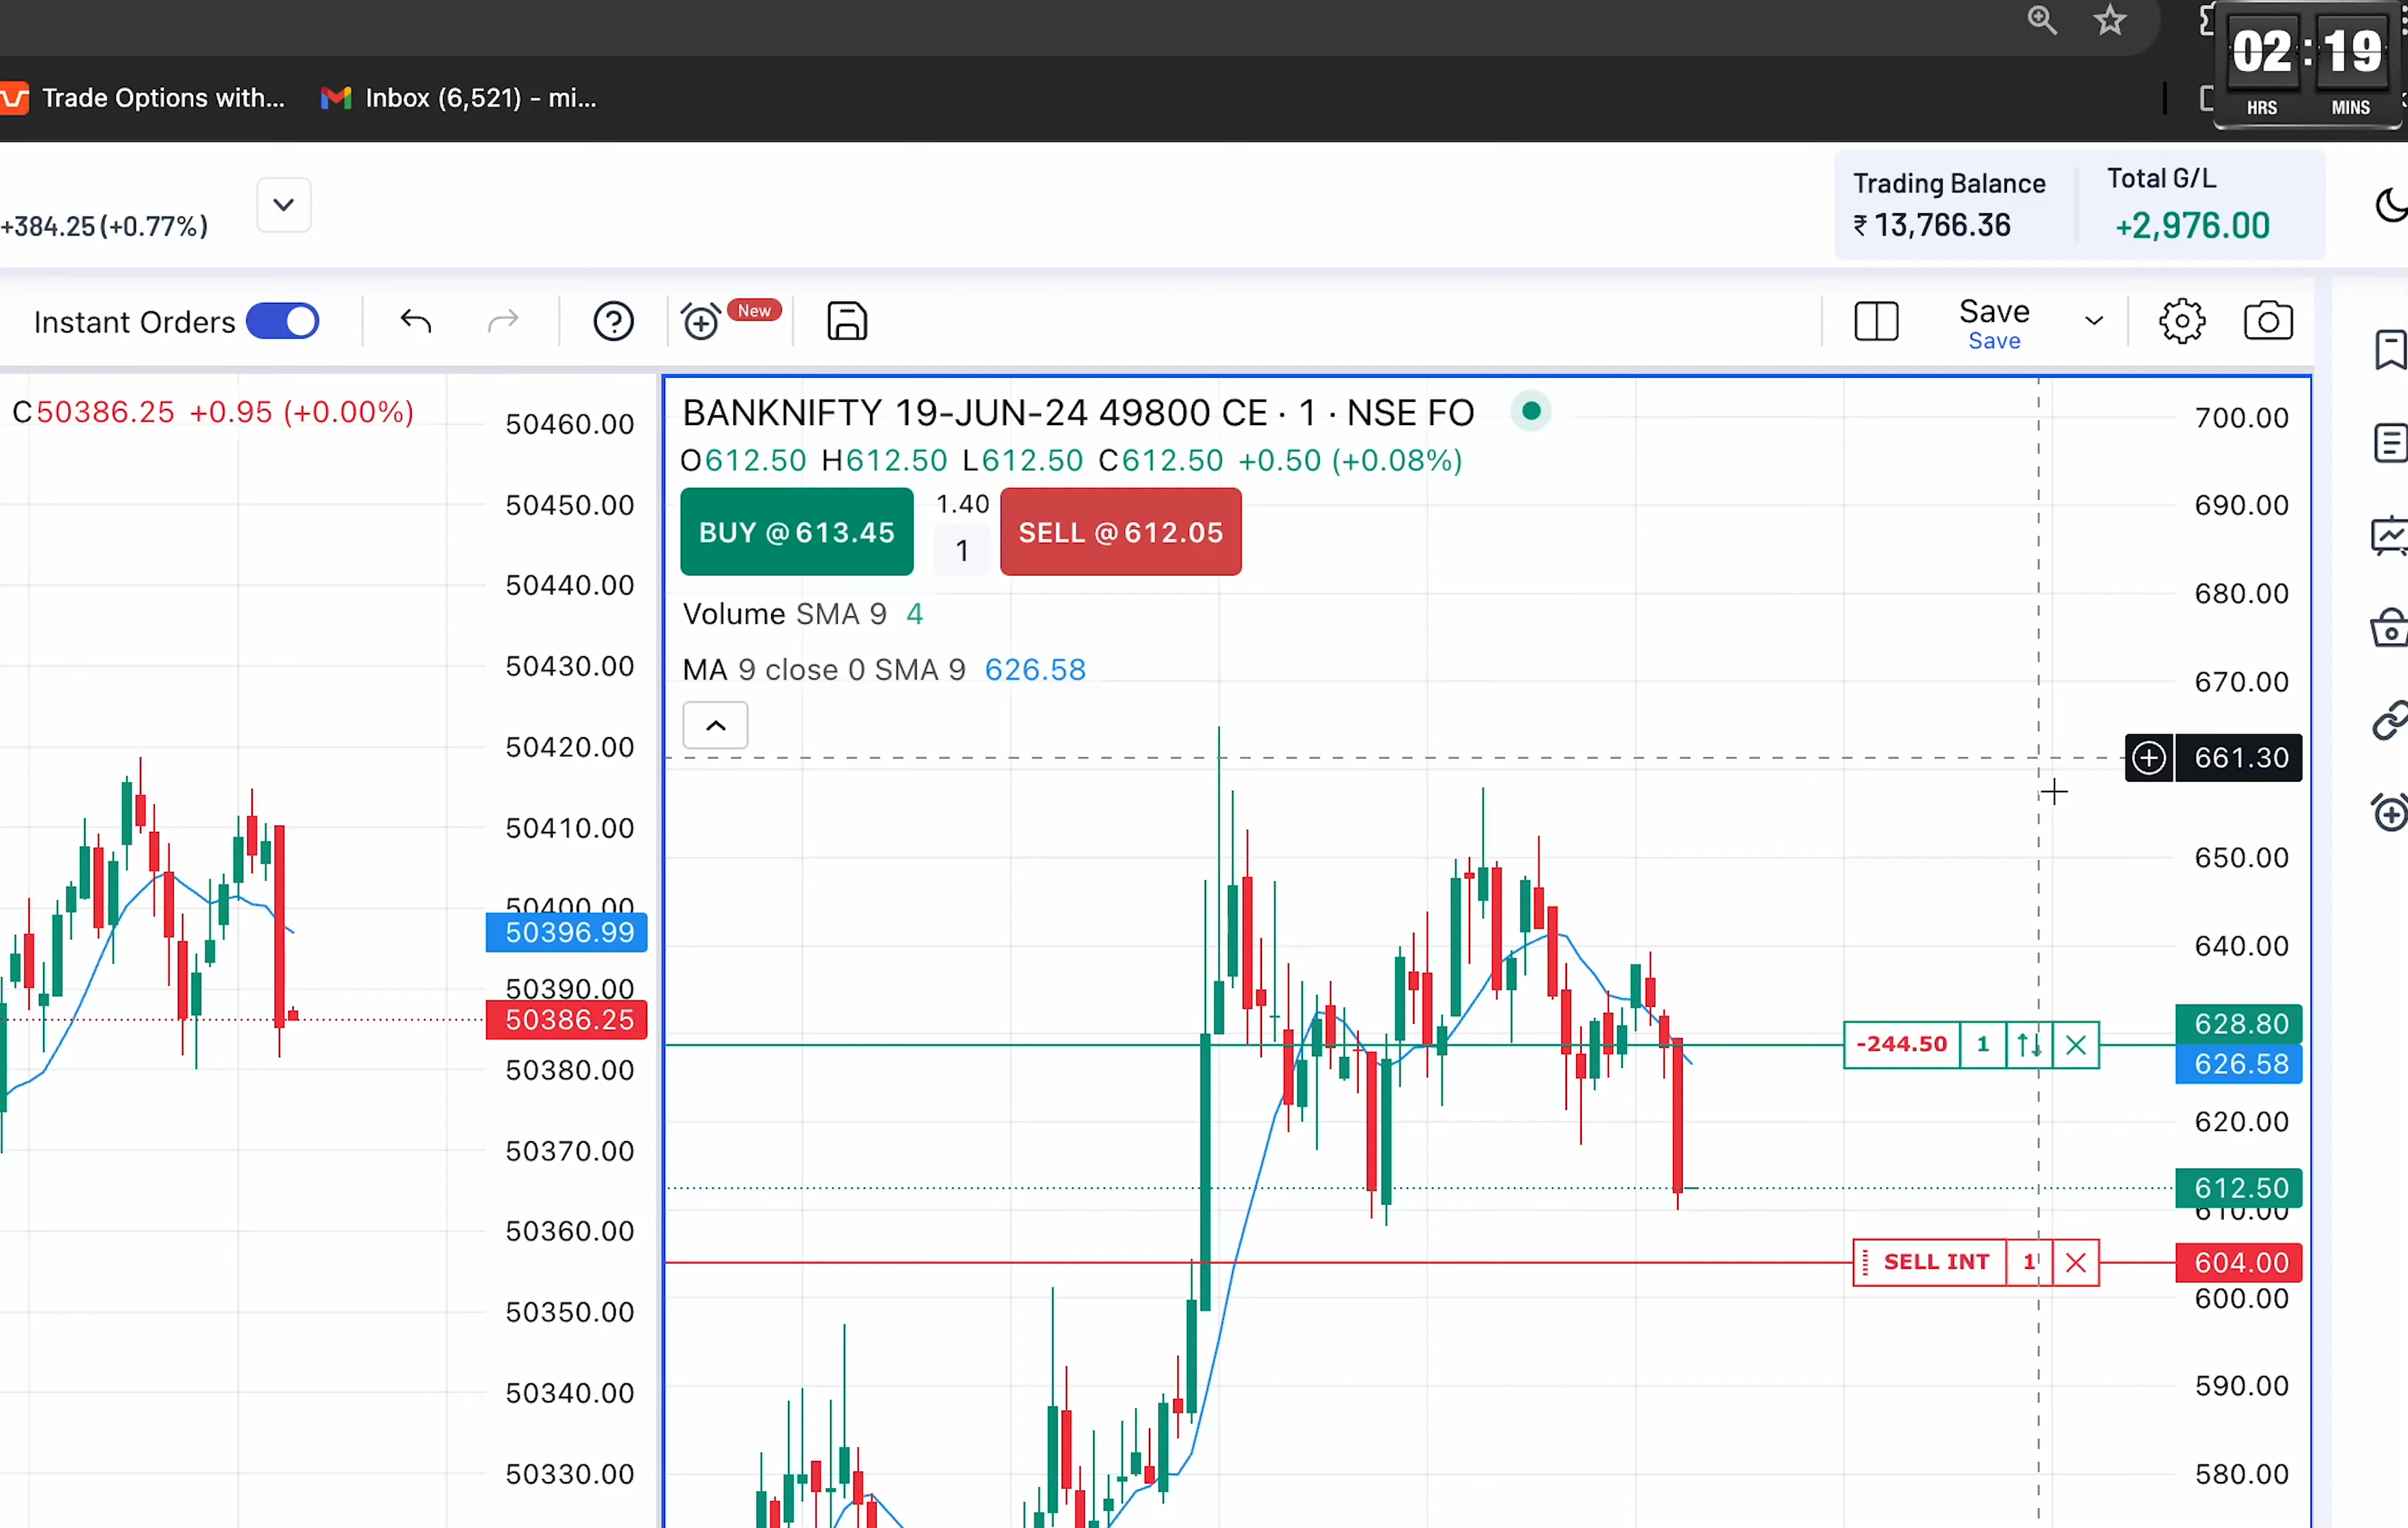 02 : 19
HRS MINS
Trade Options with...
Inbox (6,521) - mi...
+384.25 (+0.77%)
Trading Balance
₹ 13,766.36
Total G/L
+2,976.00
Instant Orders
New
Save
Save
C50386.25 +0.95 (+0.00%)
50460.00
50450.00
50440.00
50430.00
50420.00
50410.00
50400.00
50396.99
50390.00
50386.25
50380.00
50370.00
50360.00
50350.00
50340.00
50330.00
BANKNIFTY 19-JUN-24 49800 CE · 1 · NSE FO
O612.50 H612.50 L612.50 C612.50 +0.50 (+0.08%)
BUY @ 613.45
1.40
1
SELL @ 612.05
Volume SMA 9 4
MA 9 close 0 SMA 9 626.58
700.00
690.00
680.00
670.00
661.30
650.00
640.00
-244.50 1
628.80
626.58
620.00
612.50
610.00
SELL INT 1
604.00
600.00
590.00
580.00